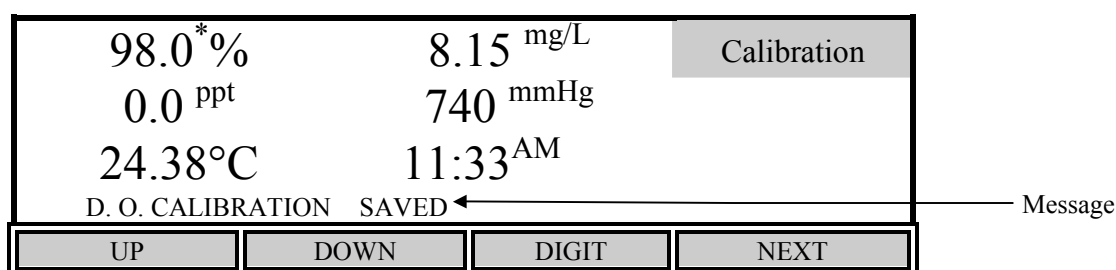 98.0*% 8.15 mg/L Calibration
0.0 ppt 740 mmHg
24.38°C 11:33AM
D. O. CALIBRATION SAVED Message
UP DOWN DIGIT NEXT